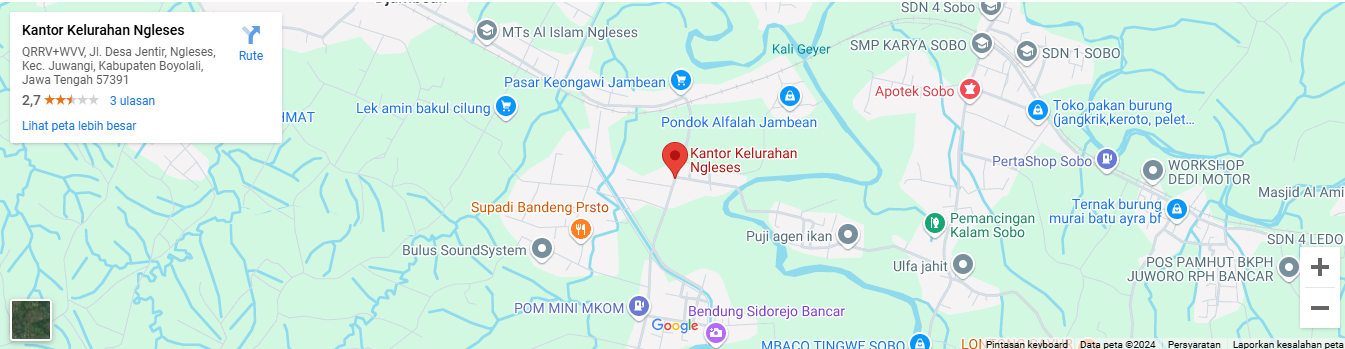 Kantor Kelurahan Ngleses
QRRV+WVV, Jl. Desa Jentir, Ngleses,
Kec. Juwangi, Kabupaten Boyolali,
Jawa Tengah 57391
2,7
3 ulasan
Lihat peta lebih besar
Rute
MTs Al Islam Ngleses
Kali Geyer
SDN 4 Sobo
SMP KARYA SOBO
SDN 1 SOBO
Pasar Keongawi Jambean
Lek amin bakul cilung
HMAT
Pondok Alfalah Jambean
Apotek Sobo
Toko pakan burung
(jangkrik,keroto, pelet...
Kantor Kelurahan
Ngleses
PertaShop Sobo
WORKSHOP
DEDI MOTOR
Masjid Al Ami
Supadi Bandeng Prsto
Ternak burung
murai batu ayra bf
Pemancingan
Kalam Sobo
Bulus SoundSystem
Puji agen ikan
SDN 4 LEDO
Ulfa jahit
POS PAMHUT BKPH
JUWORO RPH BANCAR
POM MINI MKOM
Bendung Sidorejo Bancar
Google
MBACO TINGWE SOBO
Pintasan keyboard
Data peta ©2024
Persyaratan
Laporkan kesalahan peta